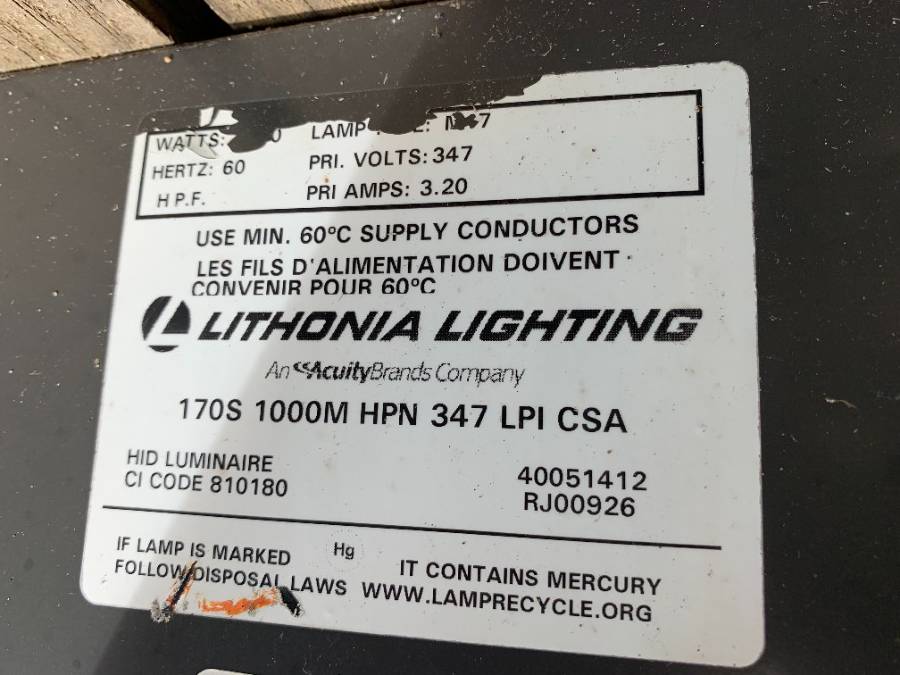 WATTS: LAMP
HERTZ: 60 PRI. VOLTS: 347
H P.F. PRI AMPS: 3.20
USE MIN. 60ºC SUPPLY CONDUCTORS
LES FILS D'ALIMENTATION DOIVENT
CONVENIR POUR 60ºC
LITHONIA LIGHTING
An AcuityBrands Company
170S 1000M HPN 347 LPI CSA
HID LUMINAIRE 40051412
CI CODE 810180 RJ00926
IF LAMP IS MARKED Hg IT CONTAINS MERCURY
FOLLOW DISPOSAL LAWS WWW.LAMPRECYCLE.ORG